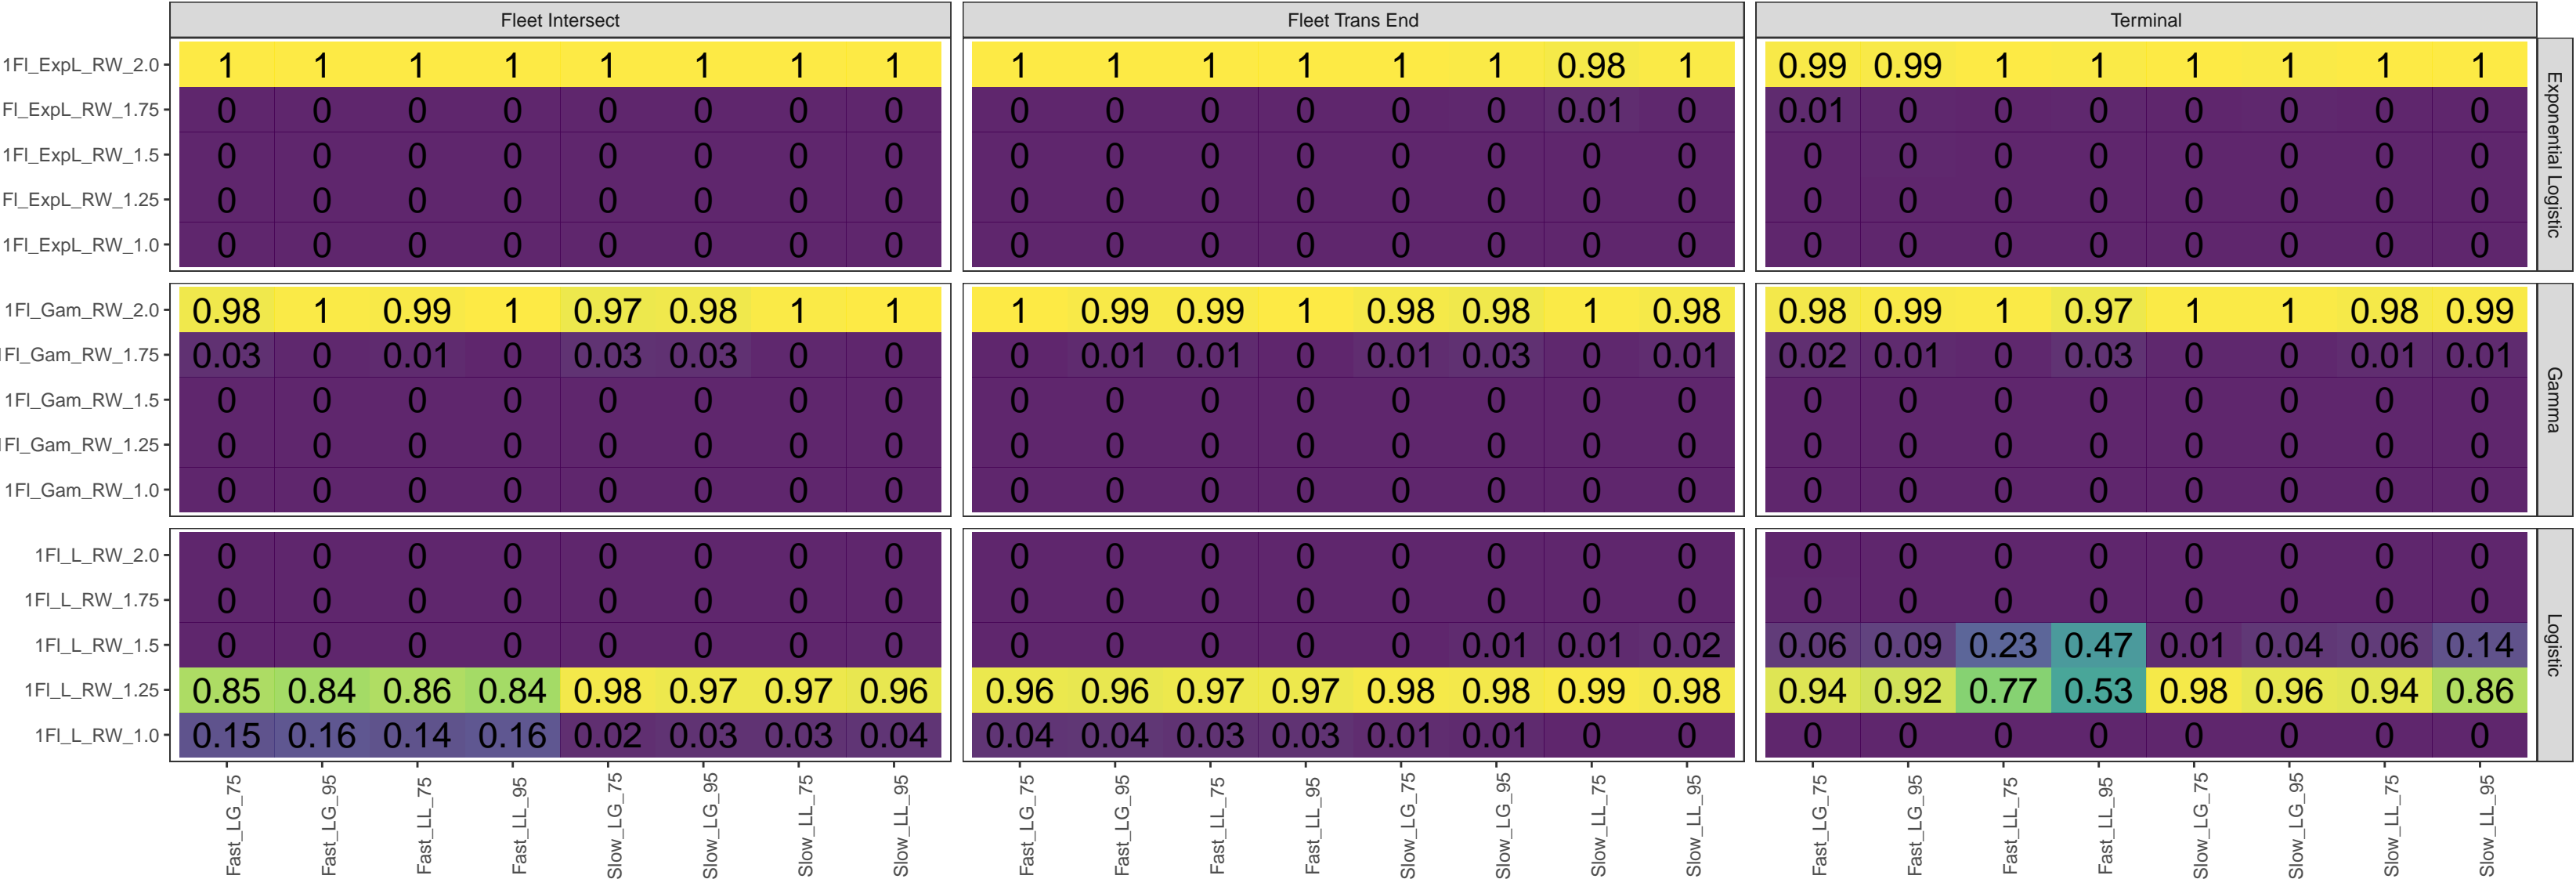 Fleet Intersect Fleet Trans End Terminal
1Fl_ExpL_RW_2.0 1 1 1 1 1 1 1 1 1 1 1 1 1 1 0.98 1 0.99 0.99 1 1 1 1 1 1
Fl_ExpL_RW_1.75 0 0 0 0 0 0 0 0 0 0 0 0 0 0 0.01 0 0.01 0 0 0 0 0 0 0
1Fl_ExpL_RW_1.5 0 0 0 0 0 0 0 0 0 0 0 0 0 0 0 0 0 0 0 0 0 0 0 0
Fl_ExpL_RW_1.25 0 0 0 0 0 0 0 0 0 0 0 0 0 0 0 0 0 0 0 0 0 0 0 0
1Fl_ExpL_RW_1.0 0 0 0 0 0 0 0 0 0 0 0 0 0 0 0 0 0 0 0 0 0 0 0 0
Exponential Logistic
1Fl_Gam_RW_2.0 0.98 1 0.99 1 0.97 0.98 1 1 1 0.99 0.99 1 0.98 0.98 1 0.98 0.98 0.99 1 0.97 1 1 0.98 0.99
1Fl_Gam_RW_1.75 0.03 0 0.01 0 0.03 0.03 0 0 0 0.01 0.01 0 0.01 0.03 0 0.01 0.02 0.01 0 0.03 0 0 0.01 0.01
1Fl_Gam_RW_1.5 0 0 0 0 0 0 0 0 0 0 0 0 0 0 0 0 0 0 0 0 0 0 0 0
1Fl_Gam_RW_1.25 0 0 0 0 0 0 0 0 0 0 0 0 0 0 0 0 0 0 0 0 0 0 0 0
1Fl_Gam_RW_1.0 0 0 0 0 0 0 0 0 0 0 0 0 0 0 0 0 0 0 0 0 0 0 0 0
Gamma
1Fl_L_RW_2.0 0 0 0 0 0 0 0 0 0 0 0 0 0 0 0 0 0 0 0 0 0 0 0 0
1Fl_L_RW_1.75 0 0 0 0 0 0 0 0 0 0 0 0 0 0 0 0 0 0 0 0 0 0 0 0
1Fl_L_RW_1.5 0 0 0 0 0 0 0 0 0 0 0 0 0 0.01 0.01 0.02 0.06 0.09 0.23 0.47 0.01 0.04 0.06 0.14
1Fl_L_RW_1.25 0.85 0.84 0.86 0.84 0.98 0.97 0.97 0.96 0.96 0.96 0.97 0.97 0.98 0.98 0.99 0.98 0.94 0.92 0.77 0.53 0.98 0.96 0.94 0.86
1Fl_L_RW_1.0 0.15 0.16 0.14 0.16 0.02 0.03 0.03 0.04 0.04 0.04 0.03 0.03 0.01 0.01 0 0 0 0 0 0 0 0 0 0
Logistic
Fast_LG_75 Fast_LG_95 Fast_LL_75 Fast_LL_95 Slow_LG_75 Slow_LG_95 Slow_LL_75 Slow_LL_95 Fast_LG_75 Fast_LG_95 Fast_LL_75 Fast_LL_95 Slow_LG_75 Slow_LG_95 Slow_LL_75 Slow_LL_95 Fast_LG_75 Fast_LG_95 Fast_LL_75 Fast_LL_95 Slow_LG_75 Slow_LG_95 Slow_LL_75 Slow_LL_95